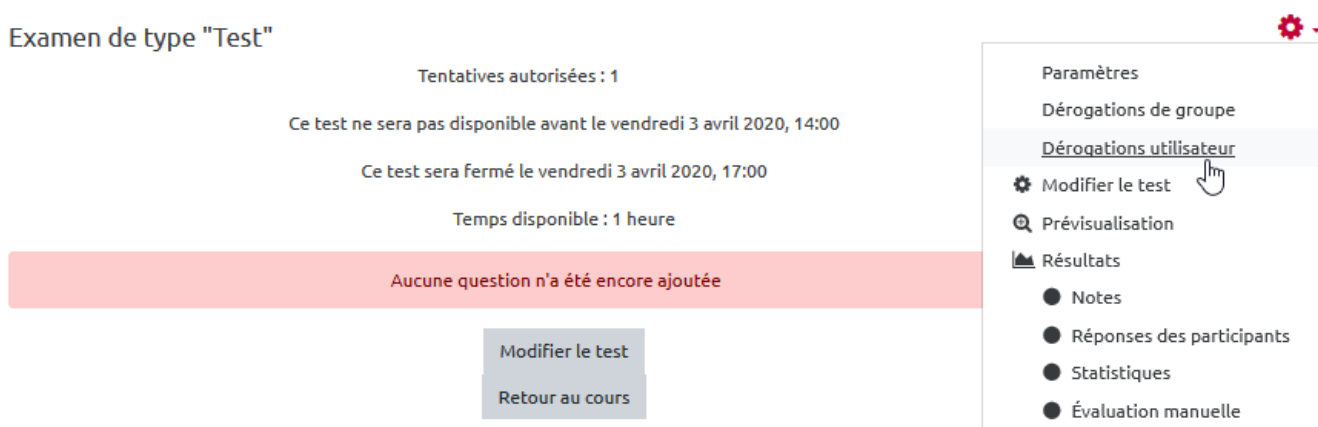 Examen de type "Test"
Tentatives autorisées : 1
Ce test ne sera pas disponible avant le vendredi 3 avril 2020, 14:00
Ce test sera fermé le vendredi 3 avril 2020, 17:00
Temps disponible : 1 heure
Aucune question n'a été encore ajoutée
Modifier le test
Retour au cours
Paramètres
Dérogations de groupe
Dérogations utilisateur
Modifier le test
Prévisualisation
Résultats
Notes
Réponses des participants
Statistiques
Évaluation manuelle